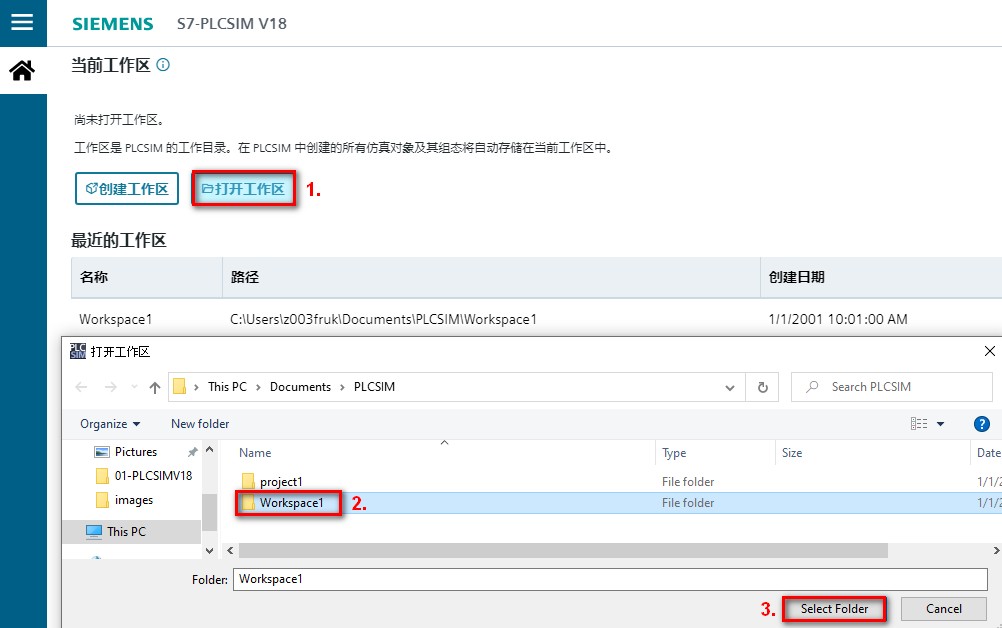 SIEMENS S7-PLCSIM V18
当前工作区
尚未打开工作区。
工作区是 PLCSIM 的工作目录。在 PLCSIM 中创建的所有仿真对象及其组态将自动存储在当前工作区中。
创建工作区 打开工作区 1.
最近的工作区
名称 路径 创建日期
Workspace1 C:\Users\z003fruk\Documents\PLCSIM\Workspace1 1/1/2001 10:01:00 AM
PLC SIM 打开工作区
This PC › Documents › PLCSIM Search PLCSIM
Organize New folder
Name Type Size Date
Pictures
01-PLCSIMV18
images
This PC
project1 File folder 1/1/2
Workspace1 2. File folder 1/1/2
Folder: Workspace1
3. Select Folder Cancel